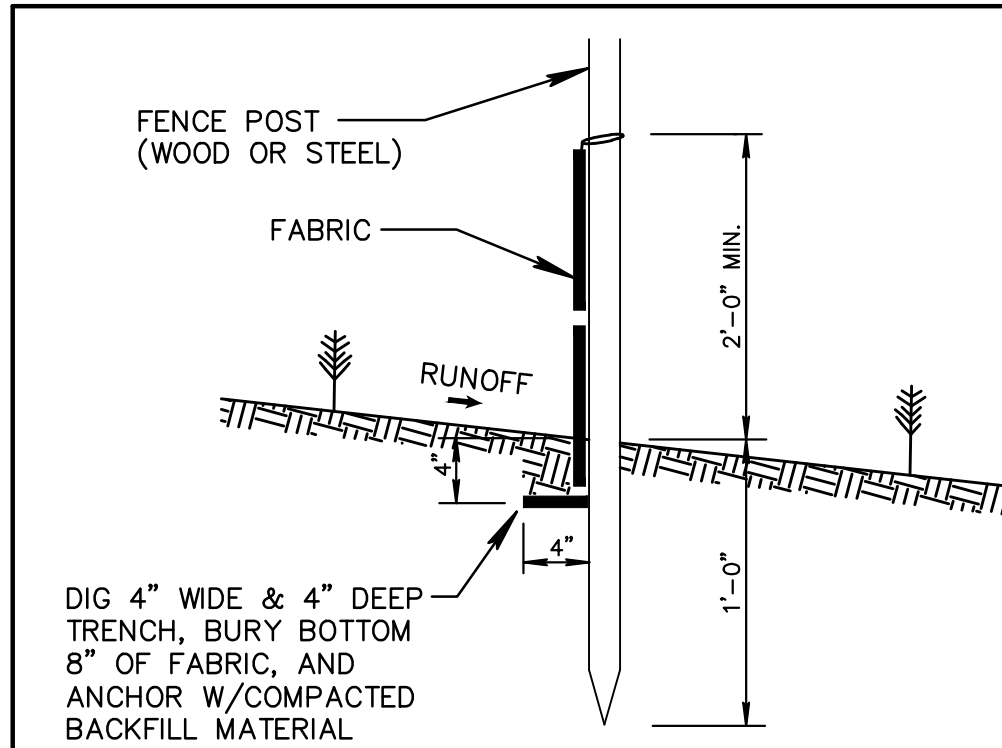 FENCE POST
(WOOD OR STEEL)
FABRIC
2'-0" MIN.
RUNOFF
4"
4"
1'-0"
DIG 4" WIDE & 4" DEEP
TRENCH, BURY BOTTOM
8" OF FABRIC, AND
ANCHOR W/COMPACTED
BACKFILL MATERIAL